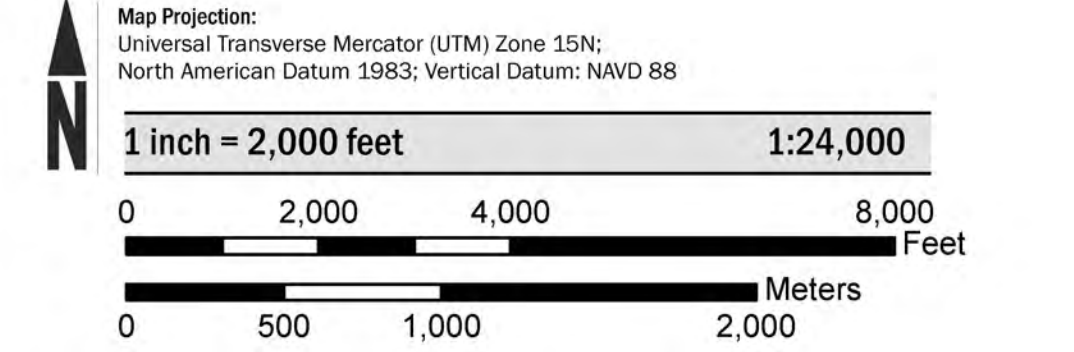 N
Map Projection:
Universal Transverse Mercator (UTM) Zone 15N;
North American Datum 1983; Vertical Datum: NAVD 88
1 inch = 2,000 feet 1:24,000
0 2,000 4,000 8,000
Feet
Meters
0 500 1,000 2,000